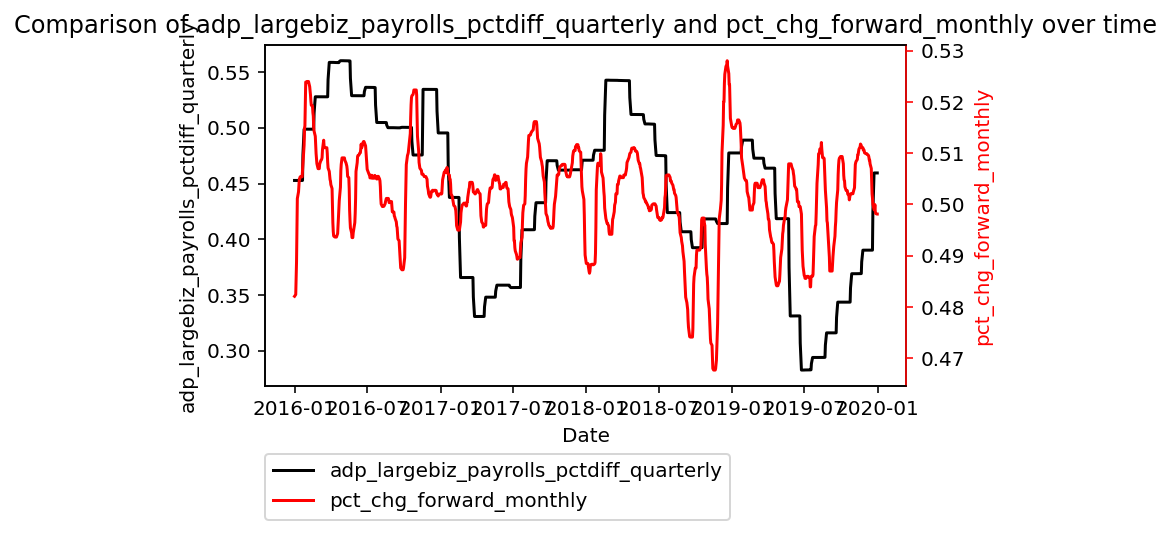 Comparison of adp_largebiz_payrolls_pctdiff_quarterly and pct_chg_forward_monthly over time
adp_largebiz_payrolls_pctdiff_quarterly
0.55
0.50
0.45
0.40
0.35
0.30
0.53
0.52
0.51
0.50
0.49
0.48
0.47
pct_chg_forward_monthly
2016-01 2016-07 2017-01 2017-07 2018-01 2018-07 2019-01 2019-07 2020-01
Date
adp_largebiz_payrolls_pctdiff_quarterly
pct_chg_forward_monthly